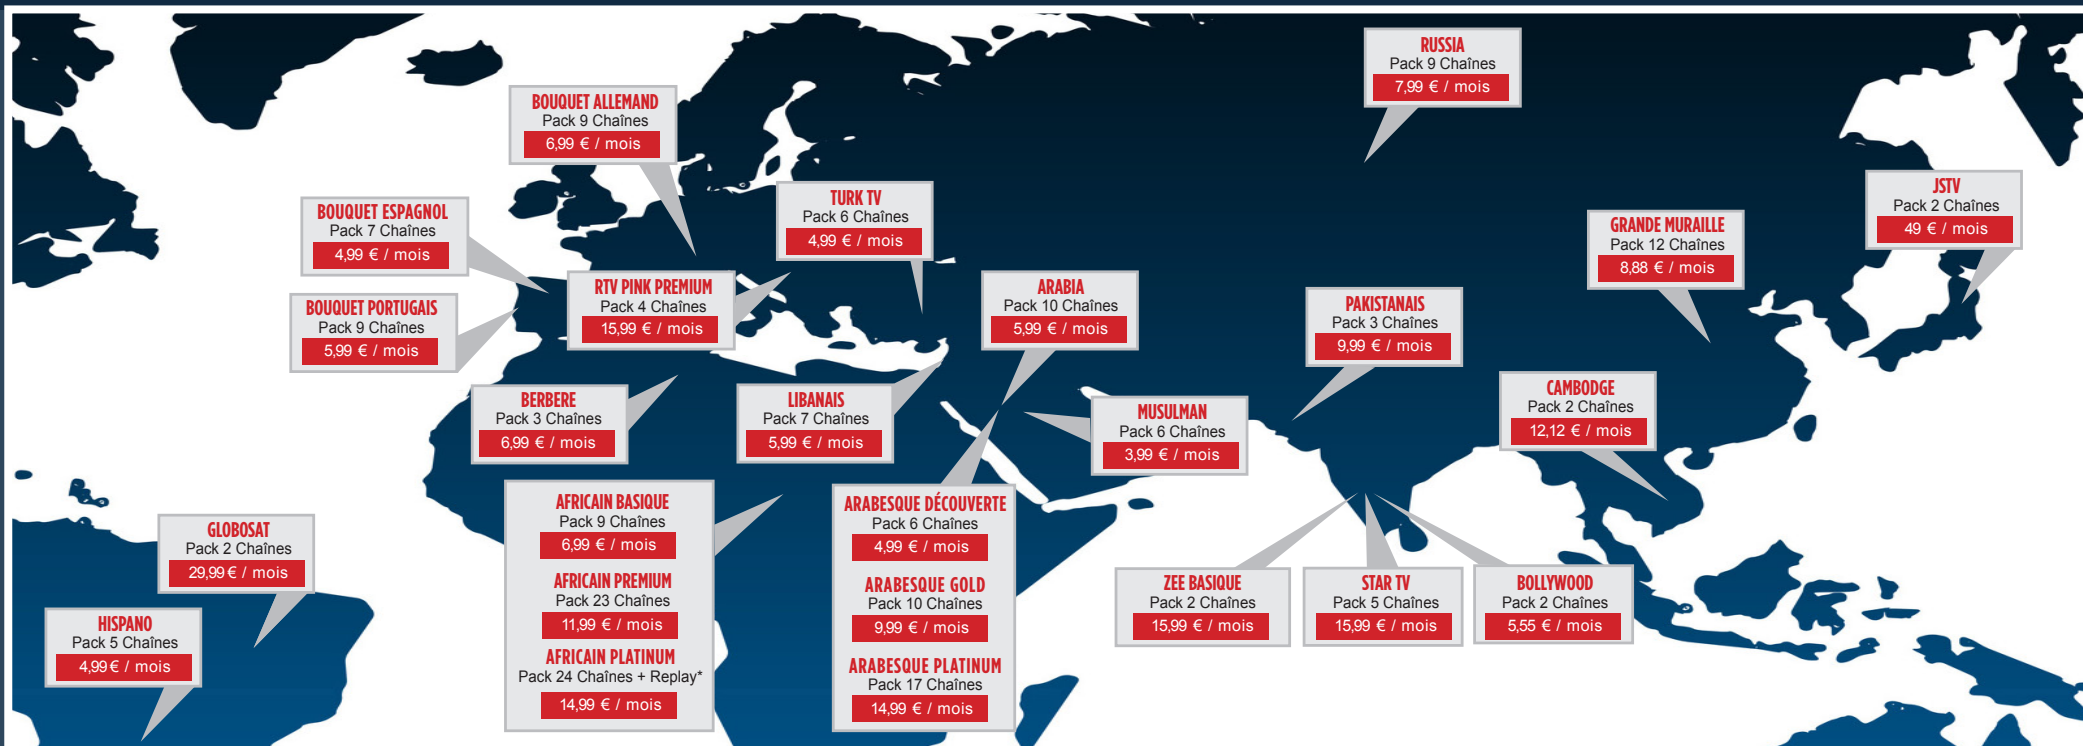 RUSSIA
Pack 9 Chaînes
7,99 € / mois
BOUQUET ALLEMAND
Pack 9 Chaînes
6,99 € / mois
JSTV
Pack 2 Chaînes
49 € / mois
TURK TV
Pack 6 Chaînes
4,99 € / mois
BOUQUET ESPAGNOL
Pack 7 Chaînes
4,99 € / mois
GRANDE MURAILLE
Pack 12 Chaînes
8,88 € / mois
RTV PINK PREMIUM
Pack 4 Chaînes
15,99 € / mois
ARABIA
Pack 10 Chaînes
5,99 € / mois
BOUQUET PORTUGAIS
Pack 9 Chaînes
5,99 € / mois
PAKISTANAIS
Pack 3 Chaînes
9,99 € / mois
CAMBODGE
Pack 2 Chaînes
12,12 € / mois
BERBERE
Pack 3 Chaînes
6,99 € / mois
LIBANAIS
Pack 7 Chaînes
5,99 € / mois
MUSULMAN
Pack 6 Chaînes
3,99 € / mois
AFRICAIN BASIQUE
Pack 9 Chaînes
6,99 € / mois
AFRICAIN PREMIUM
Pack 23 Chaînes
11,99 € / mois
AFRICAIN PLATINUM
Pack 24 Chaînes + Replay*
14,99 € / mois
ARABESQUE DÉCOUVERTE
Pack 6 Chaînes
4,99 € / mois
ARABESQUE GOLD
Pack 10 Chaînes
9,99 € / mois
ARABESQUE PLATINUM
Pack 17 Chaînes
14,99 € / mois
GLOBOSAT
Pack 2 Chaînes
29,99 € / mois
HISPANO
Pack 5 Chaînes
4,99 € / mois
ZEE BASIQUE
Pack 2 Chaînes
15,99 € / mois
STAR TV
Pack 5 Chaînes
15,99 € / mois
BOLLYWOOD
Pack 2 Chaînes
5,55 € / mois